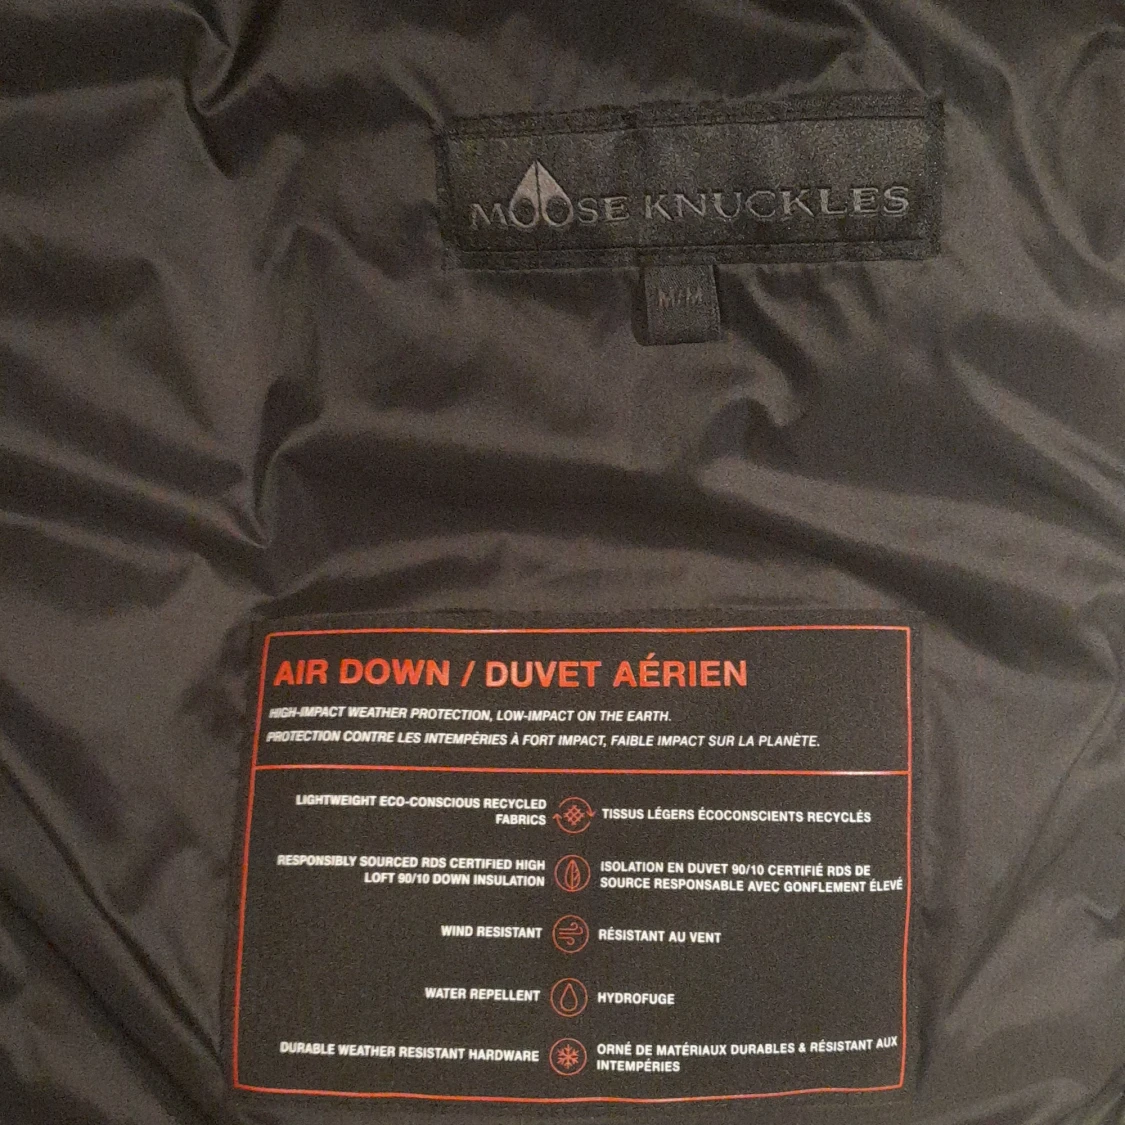 MOOSE KNUCKLES
M/M
AIR DOWN / DUVET AÉRIEN
HIGH-IMPACT WEATHER PROTECTION, LOW-IMPACT ON THE EARTH.
PROTECTION CONTRE LES INTEMPÉRIES À FORT IMPACT, FAIBLE IMPACT SUR LA PLANÈTE.
LIGHTWEIGHT ECO-CONSCIOUS RECYCLED
FABRICS
TISSUS LÉGERS ÉCOCONSCIENTS RECYCLÉS
RESPONSIBLY SOURCED RDS CERTIFIED HIGH
LOFT 90/10 DOWN INSULATION
ISOLATION EN DUVET 90/10 CERTIFIÉ RDS DE
SOURCE RESPONSABLE AVEC GONFLEMENT ÉLEVÉ
WIND RESISTANT
RÉSISTANT AU VENT
WATER REPELLENT
HYDROFUGE
DURABLE WEATHER RESISTANT HARDWARE
ORNÉ DE MATÉRIAUX DURABLES & RÉSISTANT AUX
INTEMPÉRIES